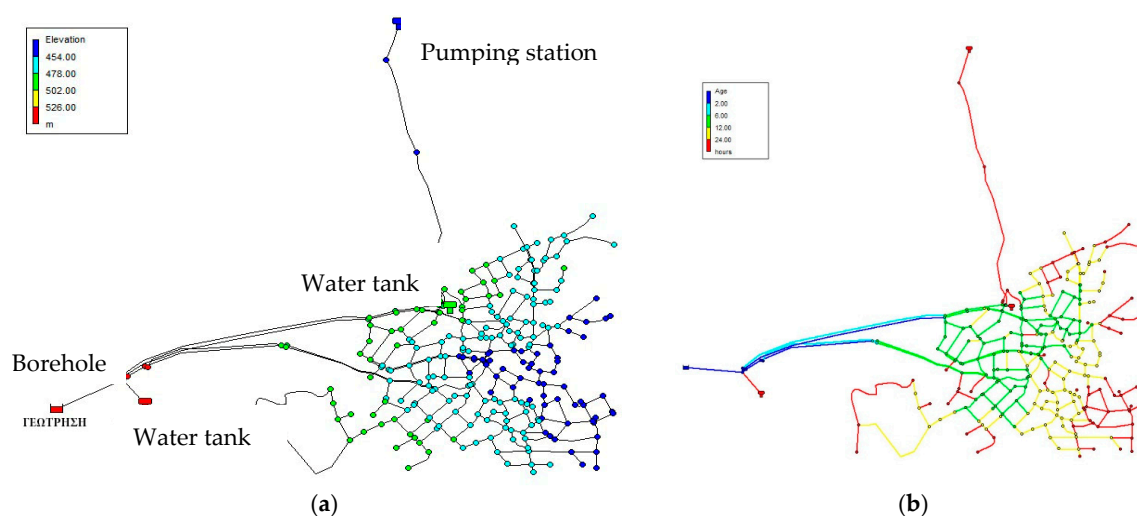 Elevation
454.00
478.00
502.00
526.00
m
Pumping station
Age
2.00
6.00
12.00
24.00
hours
Water tank
Borehole
ΓΕΩΤΡΗΣΗ
Water tank
(a)
(b)